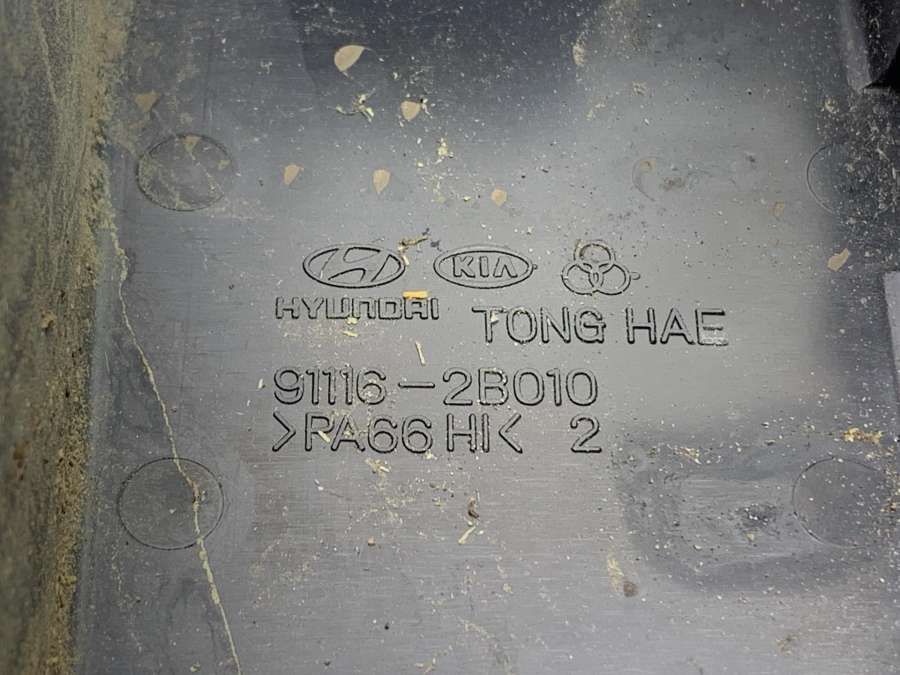 KIA
HYUNDAI
TONG HAE
91116-2B010
>PA66 HI< 2